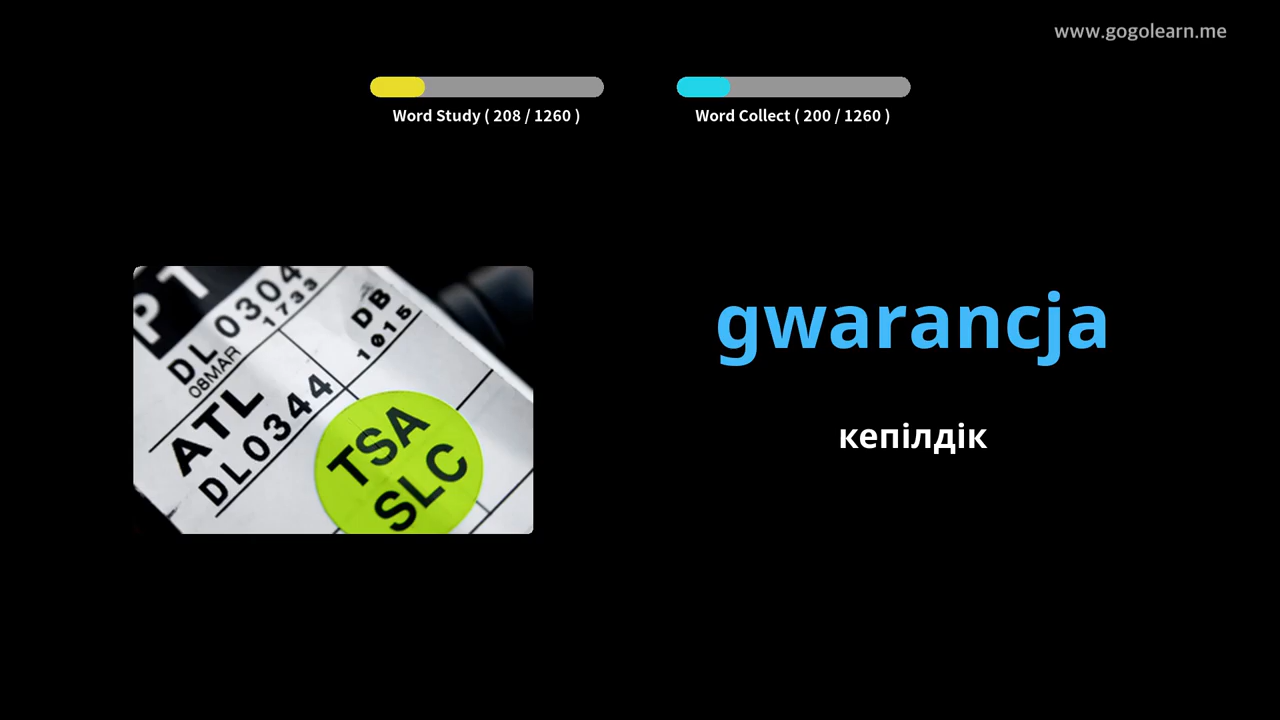 www.gogolearn.me
Word Study ( 208 / 1260 )
Word Collect ( 200 / 1260 )
P1
DL0304
1733
08MAR
DB
1015
ATL
DL0344
TSA
SLC
gwarancja
кепілдік